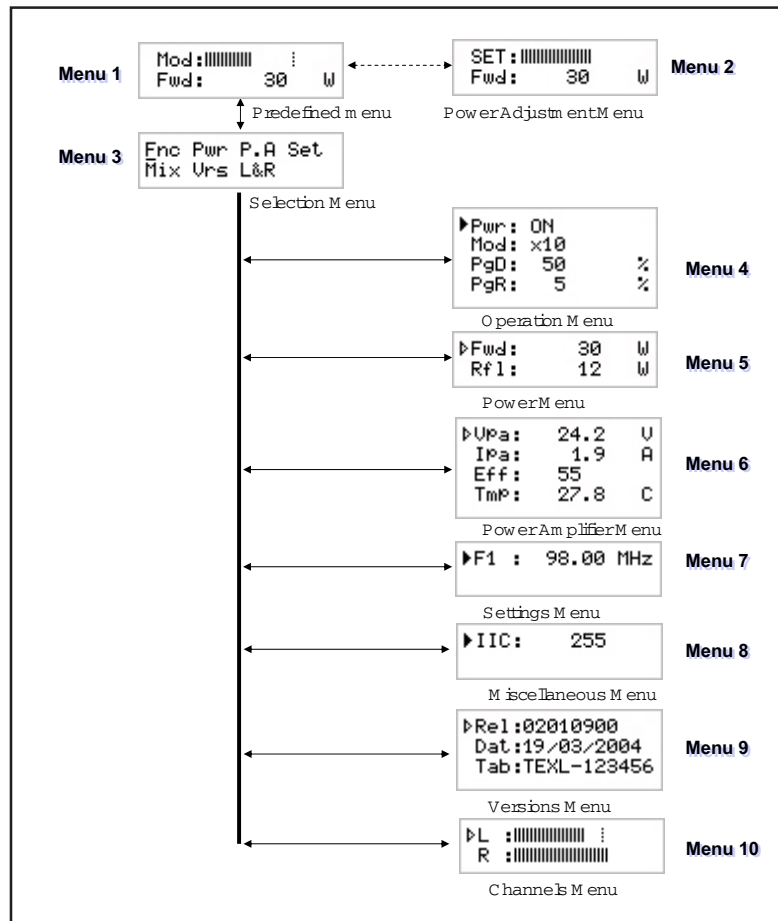 Menu 1
Mod:
Fwd: 30 W
Predefined menu
SET:
Fwd: 30 W
Menu 2
Power Adjustment Menu
Menu 3
Fnc Pwr P.A Set
Mix Vrs L&R
Selection Menu
Pwr: ON
Mod: x10
PgD: 50 %
PgR: 5 %
Menu 4
Operation Menu
Fwd: 30 W
Rfl: 12 W
Menu 5
Power Menu
Vpa: 24.2 V
Ipa: 1.9 A
Eff: 55
Tmp: 27.8 C
Menu 6
Power Amplifier Menu
F1 : 98.00 MHz
Menu 7
Settings Menu
IIC: 255
Menu 8
Miscellaneous Menu
Rel:02010900
Dat:19/03/2004
Tab:TEXL-123456
Menu 9
Versions Menu
L :
R :
Menu 10
Channels Menu